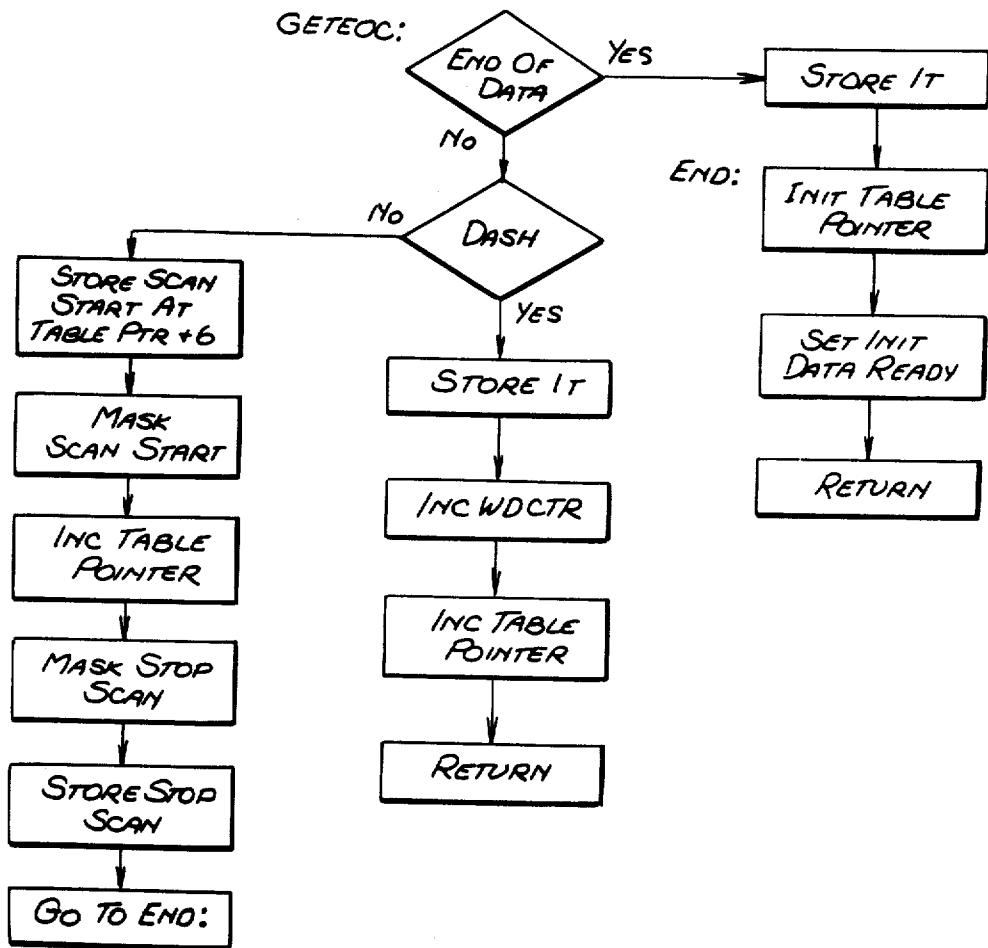 GETEOC:
END OF
DATA
YES
NO
STORE IT
END:
INIT TABLE
POINTER
SET INIT
DATA READY
RETURN
DASH
NO
YES
STORE SCAN
START AT
TABLE PTR +6
MASK
SCAN START
INC TABLE
POINTER
MASK STOP
SCAN
STORE STOP
SCAN
GO TO END:
STORE IT
INC WDCTR
INC TABLE
POINTER
RETURN